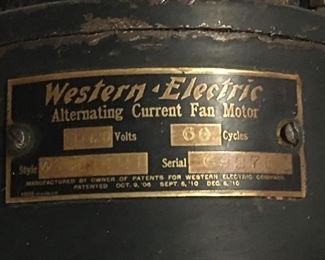 Western Electric
Alternating Current Fan Motor
Volts 60 Cycles
Style Serial
MANUFACTURED BY OWNER OF PATENTS FOR WESTERN ELECTRIC COMPANY
PATENTED OCT. 9, '06 SEPT. 6, '10 DEC. 6, '10